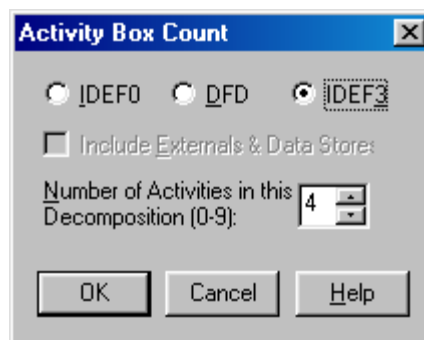 Activity Box Count
IDEF0 DFD IDEF3
Include Externals & Data Stores
Number of Activities in this
Decomposition (0-9):
4
OK Cancel Help